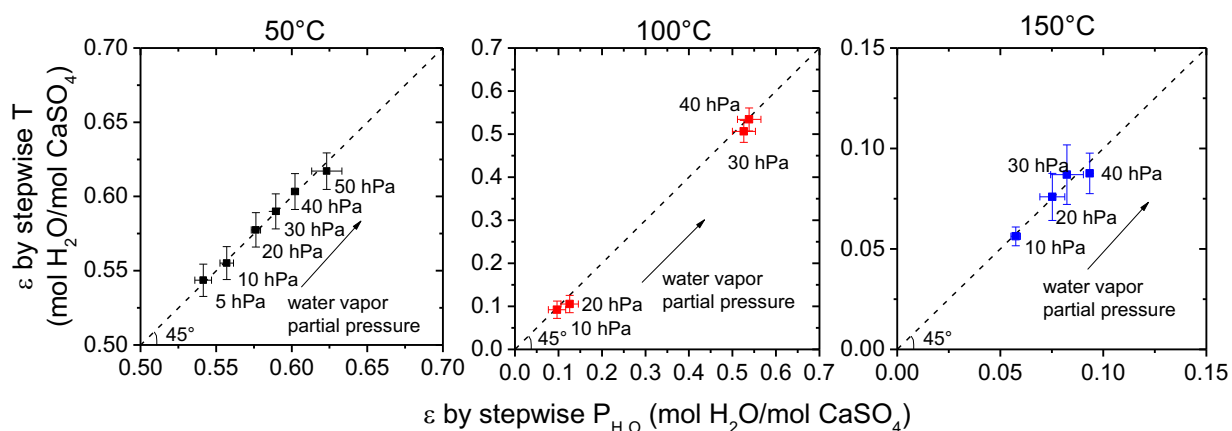 50°C
100°C
150°C
ε by stepwise T
(mol H₂O/mol CaSO₄)
0.70
0.65
0.60
0.55
0.50
50 hPa
40 hPa
30 hPa
20 hPa
10 hPa
5 hPa
water vapor
partial pressure
45°
0.50 0.55 0.60 0.65 0.70
0.7
0.6
0.5
0.4
0.3
0.2
0.1
0.0
40 hPa
30 hPa
water vapor
partial pressure
20 hPa
10 hPa
45°
0.0 0.1 0.2 0.3 0.4 0.5 0.6 0.7
0.15
0.10
0.05
0.00
30 hPa
40 hPa
20 hPa
10 hPa
water vapor
partial pressure
45°
0.00 0.05 0.10 0.15
ε by stepwise P_H₂O (mol H₂O/mol CaSO₄)